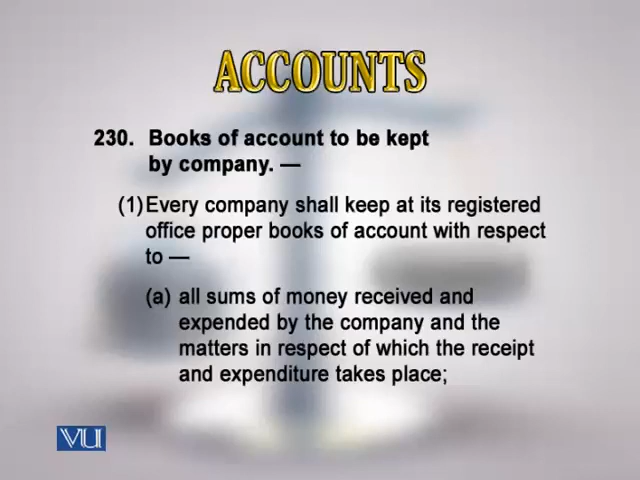 ACCOUNTS
230. Books of account to be kept
by company. —
(1) Every company shall keep at its registered
office proper books of account with respect
to —
(a) all sums of money received and
expended by the company and the
matters in respect of which the receipt
and expenditure takes place;
VU